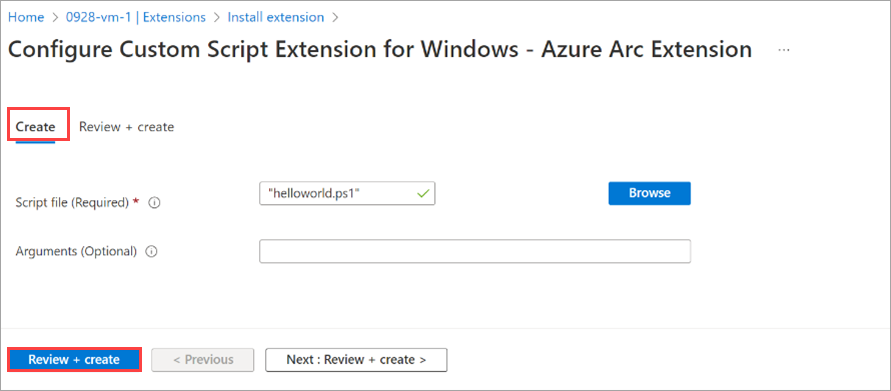 Home > 0928-vm-1 | Extensions > Install extension >
Configure Custom Script Extension for Windows - Azure Arc Extension ...
Create Review + create
Script file (Required) * "helloworld.ps1" Browse
Arguments (Optional)
Review + create < Previous Next : Review + create >